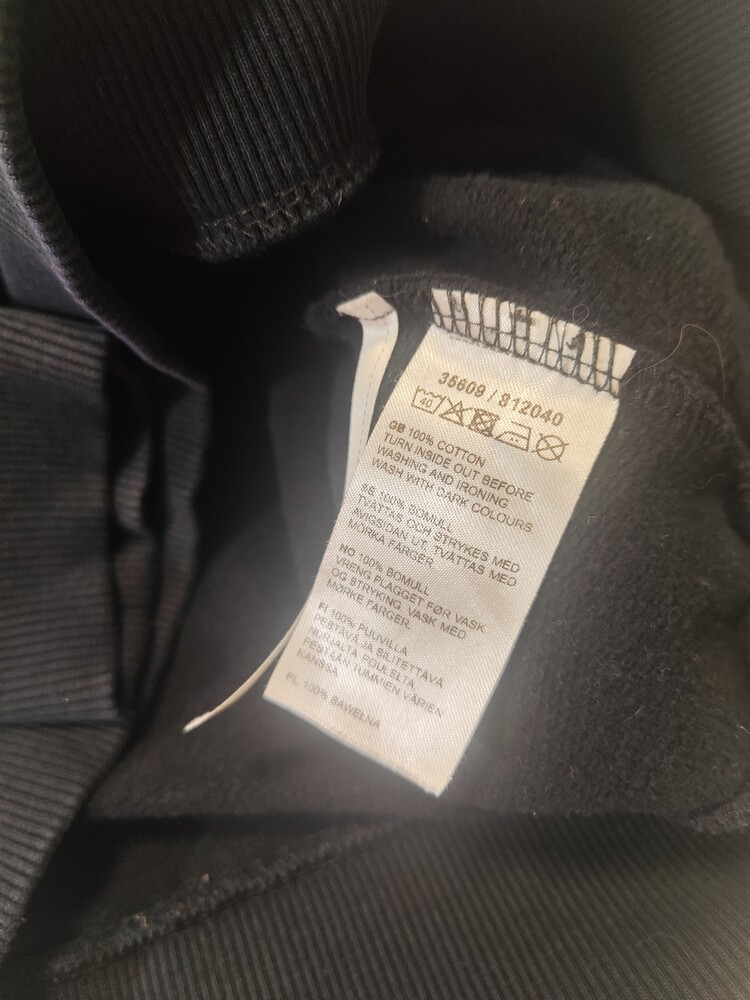 35609 / 812040
40
GB 100% COTTON
TURN INSIDE OUT BEFORE
WASHING AND IRONING
WASH WITH DARK COLOURS
SE 100% BOMULL
TVÄTTAS OCH STRYKES MED
AVIGSIDAN UT. TVÄTTAS MED
MÖRKA FÄRGER.
NO 100% BOMULL
VRENG PLAGGET FØR VASK
OG STRYKING. VASK MED
MØRKE FARGER.
FI 100% PUUVILLA
PESTÄVÄ JA SILITETTÄVÄ
NURJALTA PUOLELTA.
PESTÄÄN TUMMIEN VÄRIEN
KANSSA
PL 100% BAWEŁNA